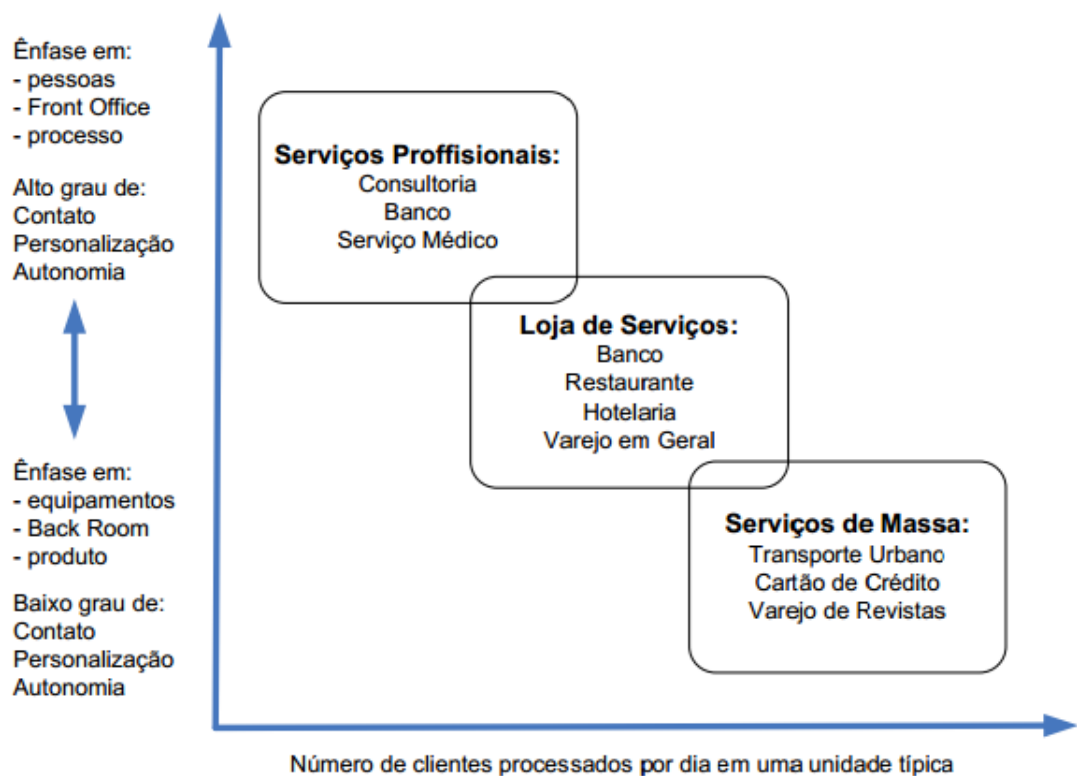 Ênfase em:
- pessoas
- Front Office
- processo
Alto grau de:
Contato
Personalização
Autonomia
Ênfase em:
- equipamentos
- Back Room
- produto
Baixo grau de:
Contato
Personalização
Autonomia
Serviços Proffisionais:
Consultoria
Banco
Serviço Médico
Loja de Serviços:
Banco
Restaurante
Hotelaria
Varejo em Geral
Serviços de Massa:
Transporte Urbano
Cartão de Crédito
Varejo de Revistas
Número de clientes processados por dia em uma unidade típica